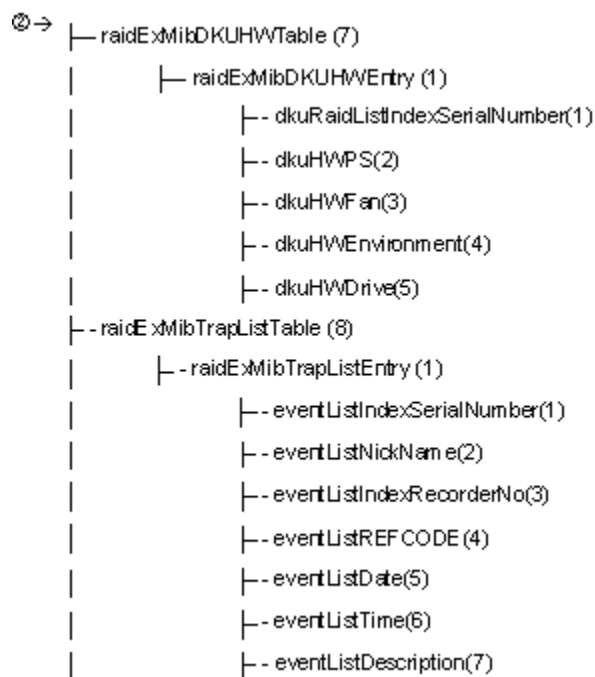 ②→ raidExMibDKUHWTable (7)
raidExMibDKUHWEntry (1)
dkuRaidListIndexSerialNumber(1)
dkuHWPS(2)
dkuHWFan(3)
dkuHWEnvironment(4)
dkuHWDrive(5)
raidExMibTrapListTable (8)
raidExMibTrapListEntry (1)
eventListIndexSerialNumber(1)
eventListNickName(2)
eventListIndexRecorderNo(3)
eventListREFCODE(4)
eventListDate(5)
eventListTime(6)
eventListDescription(7)